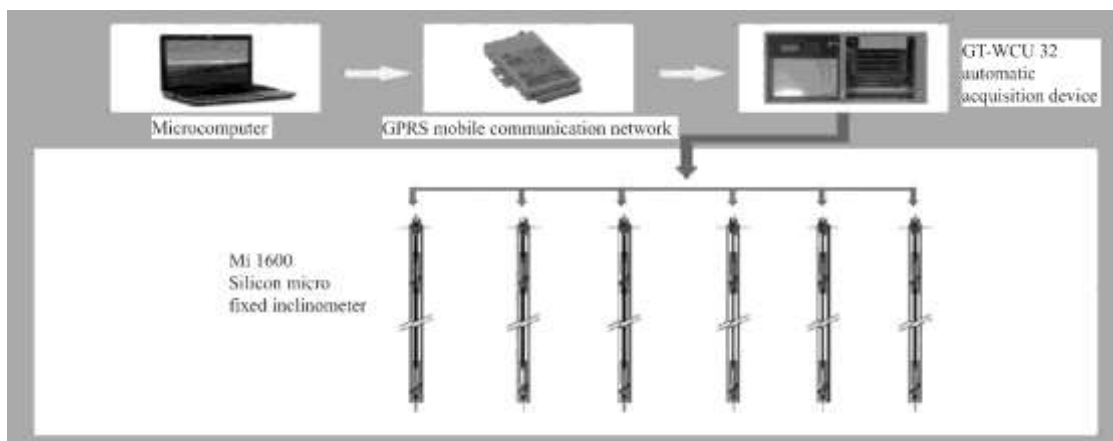 Microcomputer
GPRS mobile communication network
GT-WCU 32
automatic
acquisition device
Mi 1600
Silicon micro
fixed inclinometer